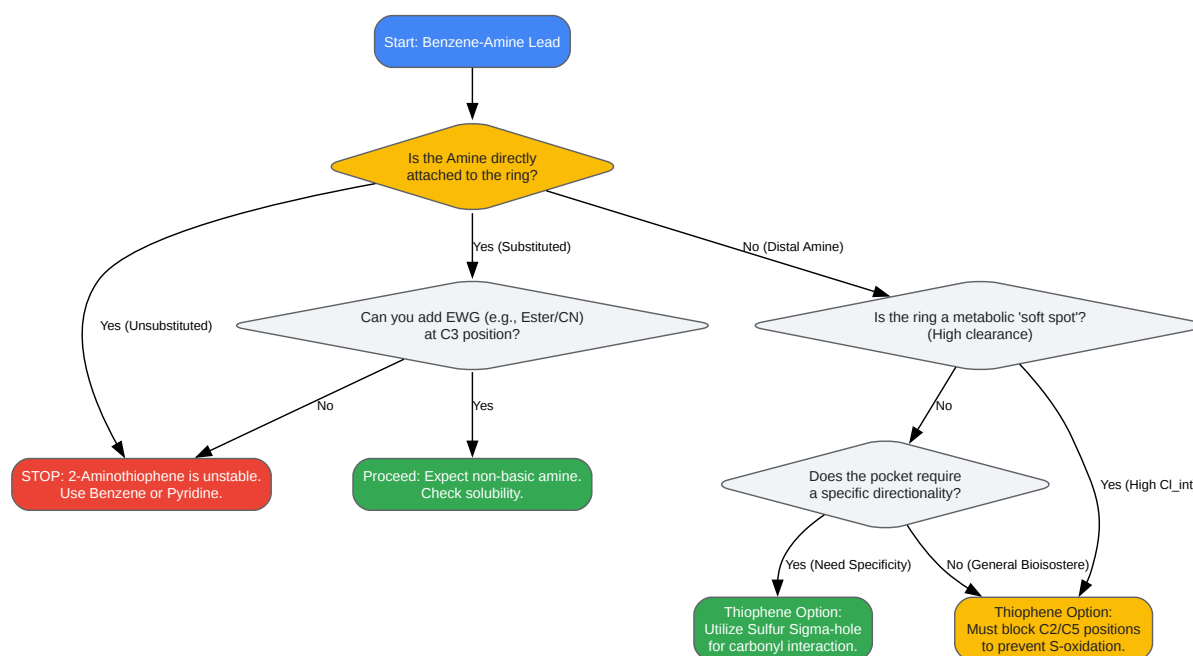 Start: Benzene-Amine Lead
Is the Amine directly
attached to the ring?
Yes (Substituted)
No (Distal Amine)
Yes (Unsubstituted)
Can you add EWG (e.g., Ester/CN)
at C3 position?
Is the ring a metabolic 'soft spot'?
(High clearance)
No
Yes
No
STOP: 2-Aminothiophene is unstable.
Use Benzene or Pyridine.
Proceed: Expect non-basic amine.
Check solubility.
Does the pocket require
a specific directionality?
Yes (High Cl_int
Yes (Need Specificity)
No (General Bioisostere)
Thiophene Option:
Utilize Sulfur Sigma-hole
for carbonyl interaction.
Thiophene Option:
Must block C2/C5 positions
to prevent S-oxidation.